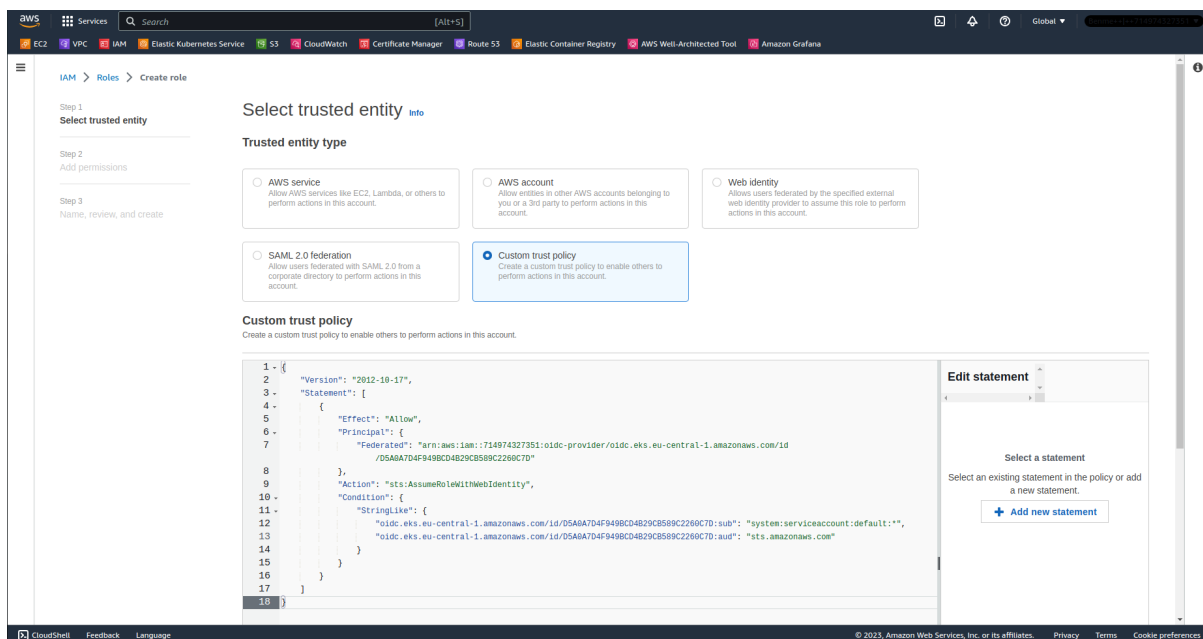 aws Services Search [Alt+S] Global
EC2 VPC IAM Elastic Kubernetes Service S3 CloudWatch Certificate Manager Route 53 Elastic Container Registry AWS Well-Architected Tool Amazon Grafana
IAM > Roles > Create role
Step 1
Select trusted entity
Step 2
Add permissions
Step 3
Name, review, and create
Select trusted entity Info
Trusted entity type
AWS service
Allow AWS services like EC2, Lambda, or others to
perform actions in this account.
AWS account
Allow entities in other AWS accounts belonging to
you or a 3rd party to perform actions in this
account.
Web identity
Allows users federated by the specified external
web identity provider to assume this role to perform
actions in this account.
SAML 2.0 federation
Allow users federated with SAML 2.0 from a
corporate directory to perform actions in this
account.
Custom trust policy
Create a custom trust policy to enable others to
perform actions in this account.
Custom trust policy
Create a custom trust policy to enable others to perform actions in this account.
1 {
2 "Version": "2012-10-17",
3 "Statement": [
4 {
5 "Effect": "Allow",
6 "Principal": {
7 "Federated": "arn:aws:iam::714974327351:oidc-provider/oidc.eks.eu-central-1.amazonaws.com/id
/D5A0A7D4F949BCD4B29CB589C2260C7D"
8 },
9 "Action": "sts:AssumeRoleWithWebIdentity",
10 "Condition": {
11 "StringLike": {
12 "oidc.eks.eu-central-1.amazonaws.com/id/D5A0A7D4F949BCD4B29CB589C2260C7D:sub": "system:serviceaccount:default:*",
13 "oidc.eks.eu-central-1.amazonaws.com/id/D5A0A7D4F949BCD4B29CB589C2260C7D:aud": "sts.amazonaws.com"
14 }
15 }
16 }
17 ]
18 }
Edit statement
Select a statement
Select an existing statement in the policy or add
a new statement.
+ Add new statement
CloudShell Feedback Language © 2023, Amazon Web Services, Inc. or its affiliates. Privacy Terms Cookie preferences